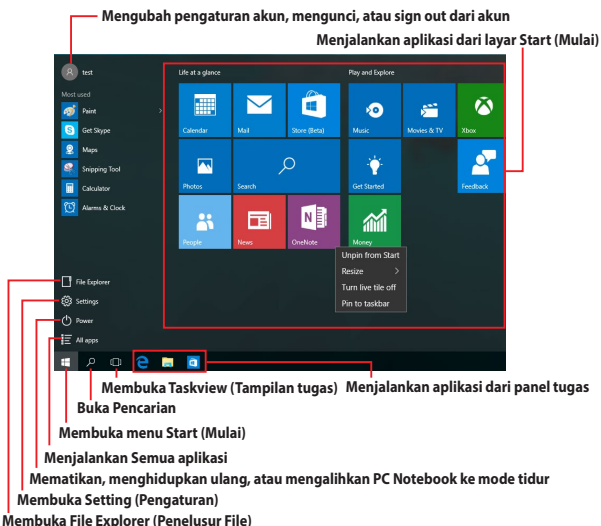 Mengubah pengaturan akun, mengunci, atau sign out dari akun
Menjalankan aplikasi dari layar Start (Mulai)
test
Life at a glance
Play and Explore
Most used
Paint
Get Skype
Maps
Snipping Tool
Calculator
Alarms & Clock
Calendar
Mail
Store (Beta)
Music
Movies & TV
Xbox
Photos
Search
Get Started
Feedback
People
News
OneNote
Money
Unpin from Start
Resize
Turn live tile off
Pin to taskbar
File Explorer
Settings
Power
All apps
Membuka Taskview (Tampilan tugas)
Menjalankan aplikasi dari panel tugas
Buka Pencarian
Membuka menu Start (Mulai)
Menjalankan Semua aplikasi
Mematikan, menghidupkan ulang, atau mengalihkan PC Notebook ke mode tidur
Membuka Setting (Pengaturan)
Membuka File Explorer (Penelusur File)